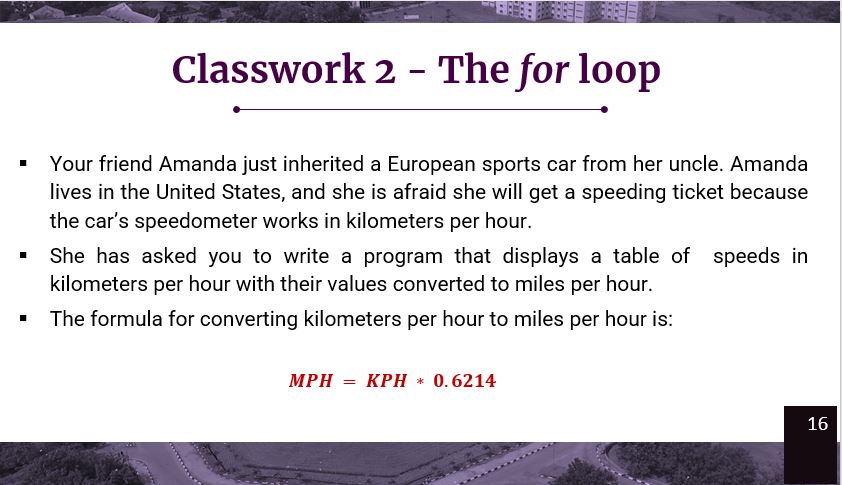 Classwork 2 - The for loop
▪ Your friend Amanda just inherited a European sports car from her uncle. Amanda
lives in the United States, and she is afraid she will get a speeding ticket because
the car's speedometer works in kilometers per hour.
▪ She has asked you to write a program that displays a table of speeds in
kilometers per hour with their values converted to miles per hour.
▪ The formula for converting kilometers per hour to miles per hour is:
MPH = KPH * 0.6214
16